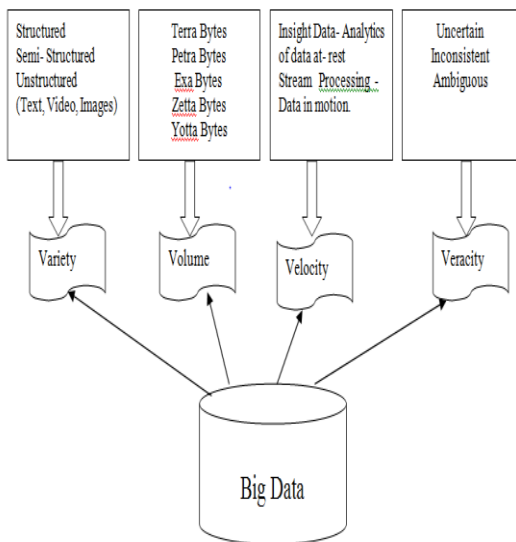 Structured
Semi- Structured
Unstructured
(Text, Video, Images)
Terra Bytes
Petra Bytes
Exa Bytes
Zetta Bytes
Yotta Bytes
Insight Data- Analytics
of data at- rest
Stream Processing -
Data in motion.
Uncertain
Inconsistent
Ambiguous
Variety
Volume
Velocity
Veracity
Big Data